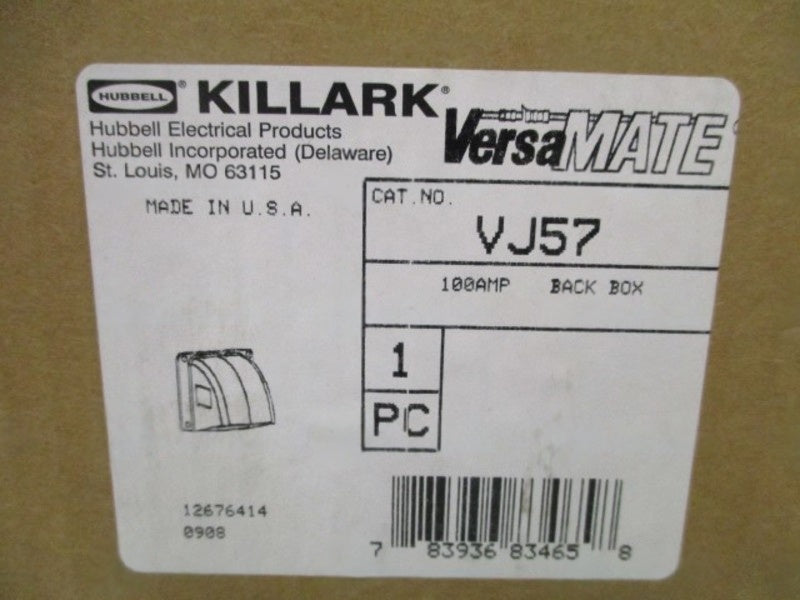 HUBBELL® KILLARK®
VersaMATE
Hubbell Electrical Products
Hubbell Incorporated (Delaware)
St. Louis, MO 63115
MADE IN U.S.A.
CAT.NO.
VJ57
100AMP BACK BOX
1
PC
12676414
0908
7 83936 83465 8